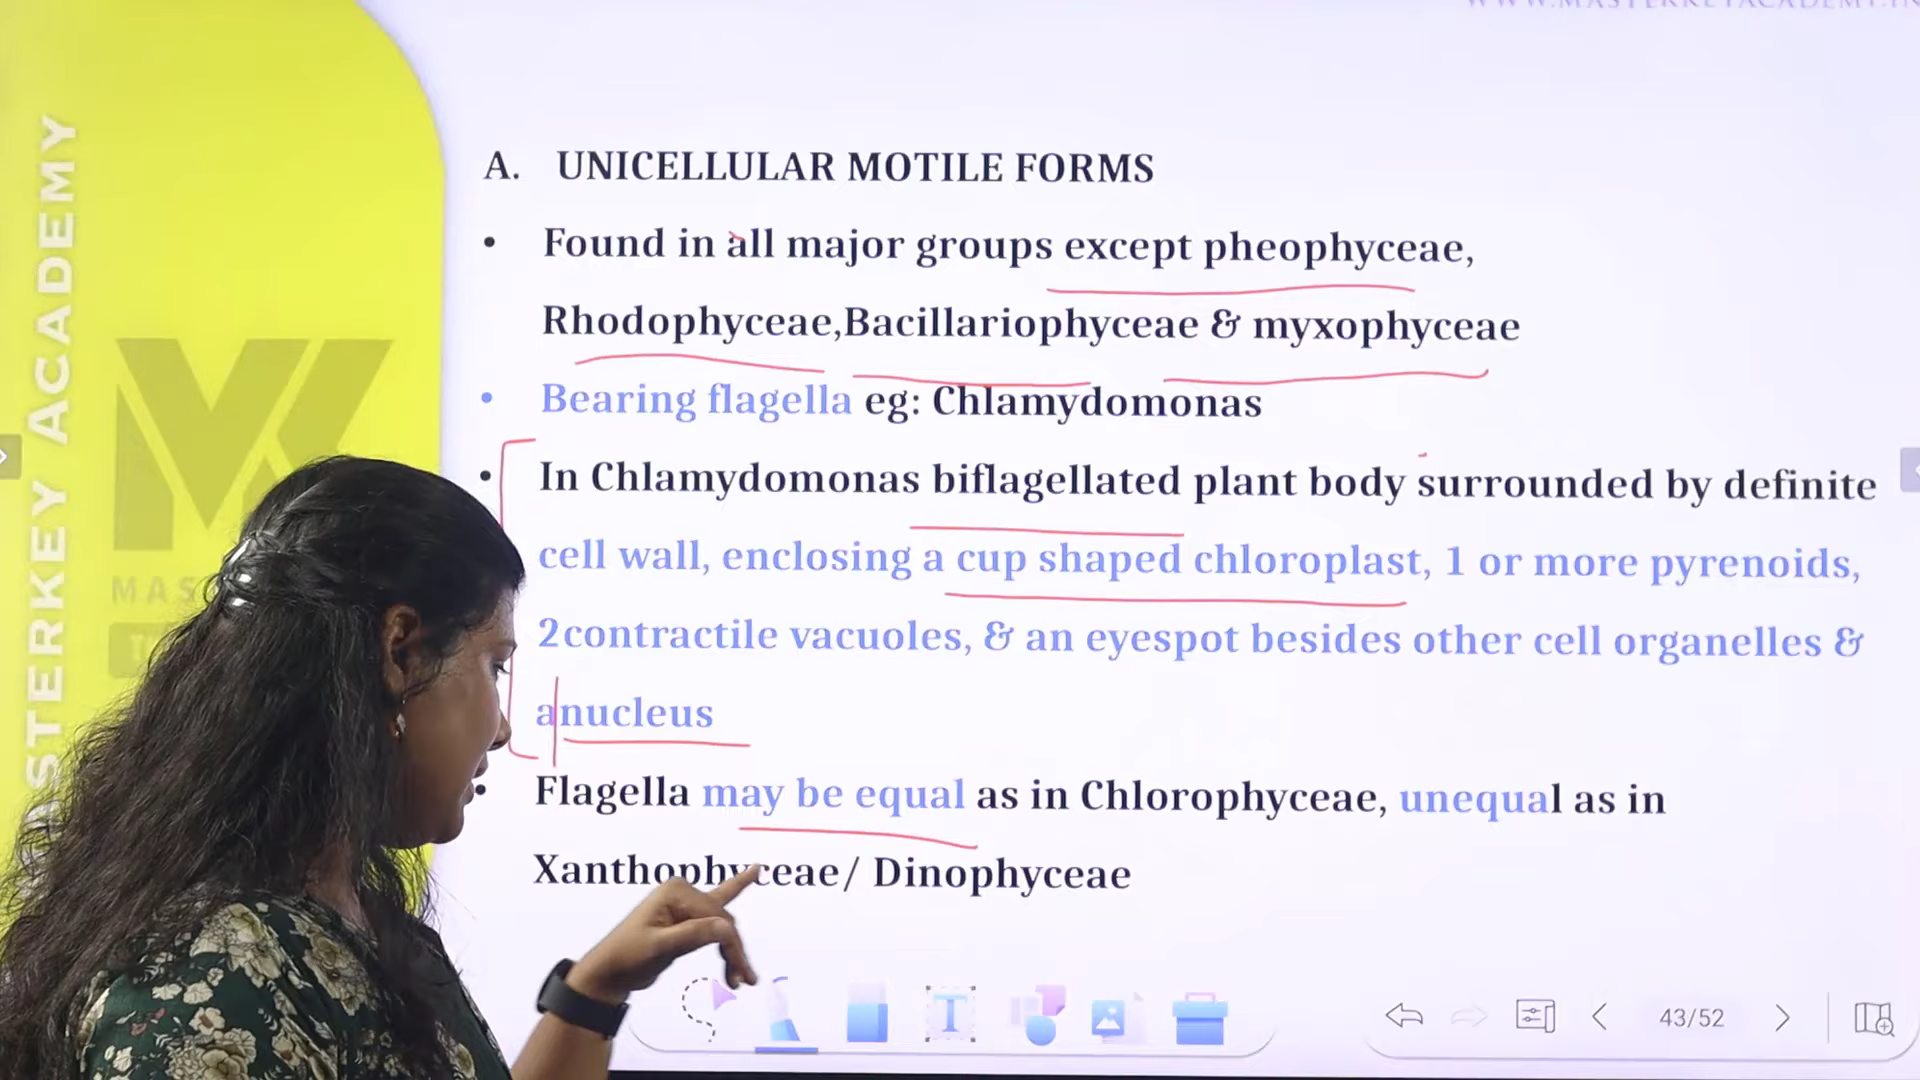 A. UNICELLULAR MOTILE FORMS
• Found in all major groups except pheophyceae,
Rhodophyceae,Bacillariophyceae & myxophyceae
• Bearing flagella eg: Chlamydomonas
• In Chlamydomonas biflagellated plant body surrounded by definite
cell wall, enclosing a cup shaped chloroplast, 1 or more pyrenoids,
2contractile vacuoles, & an eyespot besides other cell organelles &
anucleus
• Flagella may be equal as in Chlorophyceae, unequal as in
Xanthophyceae/ Dinophyceae
43/52
MASTERKEY ACADEMY